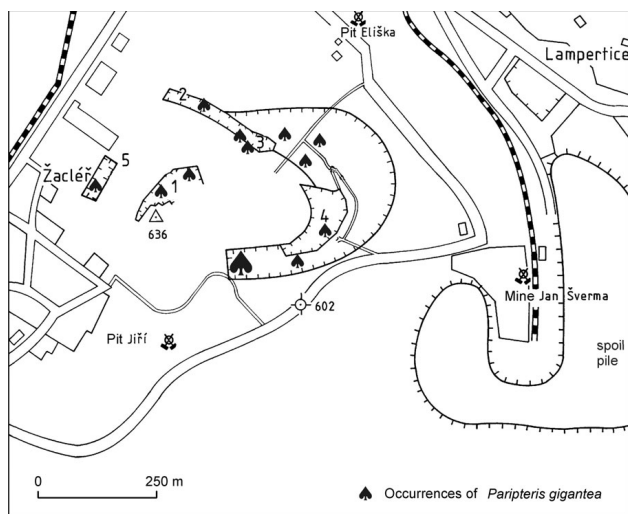 Pit Eliška
Lampertice
2
3
Žacléř
5
1
4
636
602
Mine Jan Šverma
Pit Jiří
spoil
pile
0 250 m
Occurrences of Paripteris gigantea